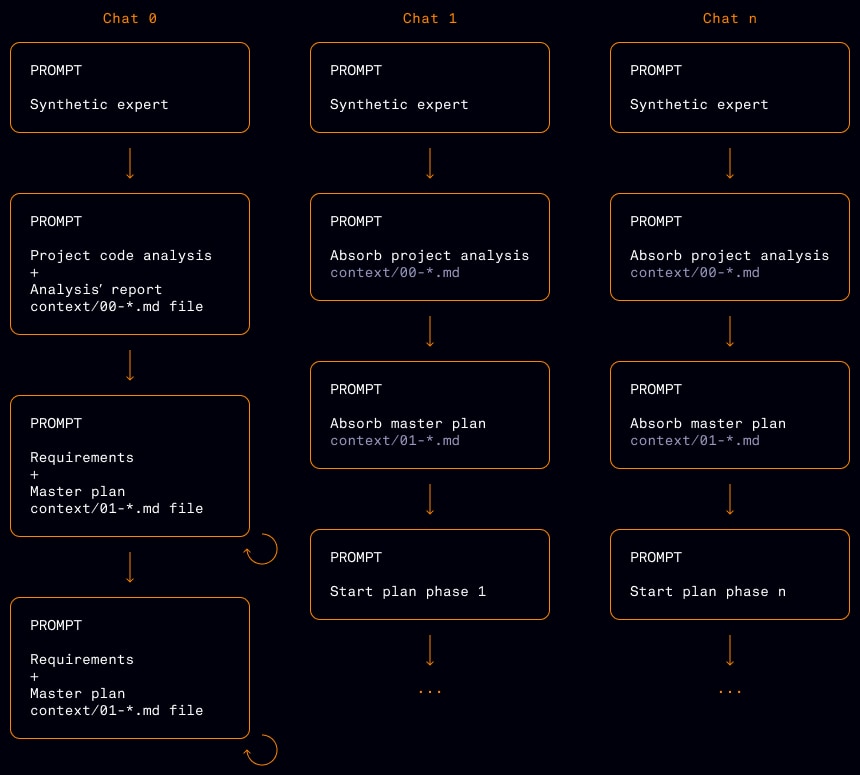 Chat 0
PROMPT
Synthetic expert
PROMPT
Project code analysis
+
Analysis’ report
context/00-*.md file
PROMPT
Requirements
+
Master plan
context/01-*.md file
PROMPT
Requirements
+
Master plan
context/01-*.md file
Chat 1
PROMPT
Synthetic expert
PROMPT
Absorb project analysis
context/00-*.md
PROMPT
Absorb master plan
context/01-*.md
PROMPT
Start plan phase 1
...
Chat n
PROMPT
Synthetic expert
PROMPT
Absorb project analysis
context/00-*.md
PROMPT
Absorb master plan
context/01-*.md
PROMPT
Start plan phase n
...